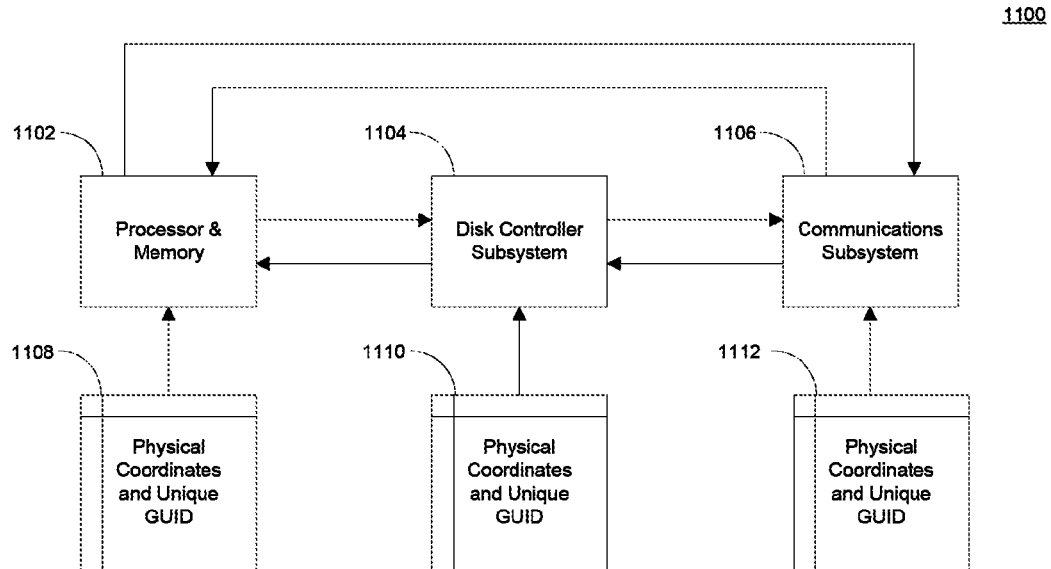 1100
1102
1104
1106
Processor &
Memory
Disk Controller
Subsystem
Communications
Subsystem
1108
1110
1112
Physical
Coordinates
and Unique
GUID
Physical
Coordinates
and Unique
GUID
Physical
Coordinates
and Unique
GUID